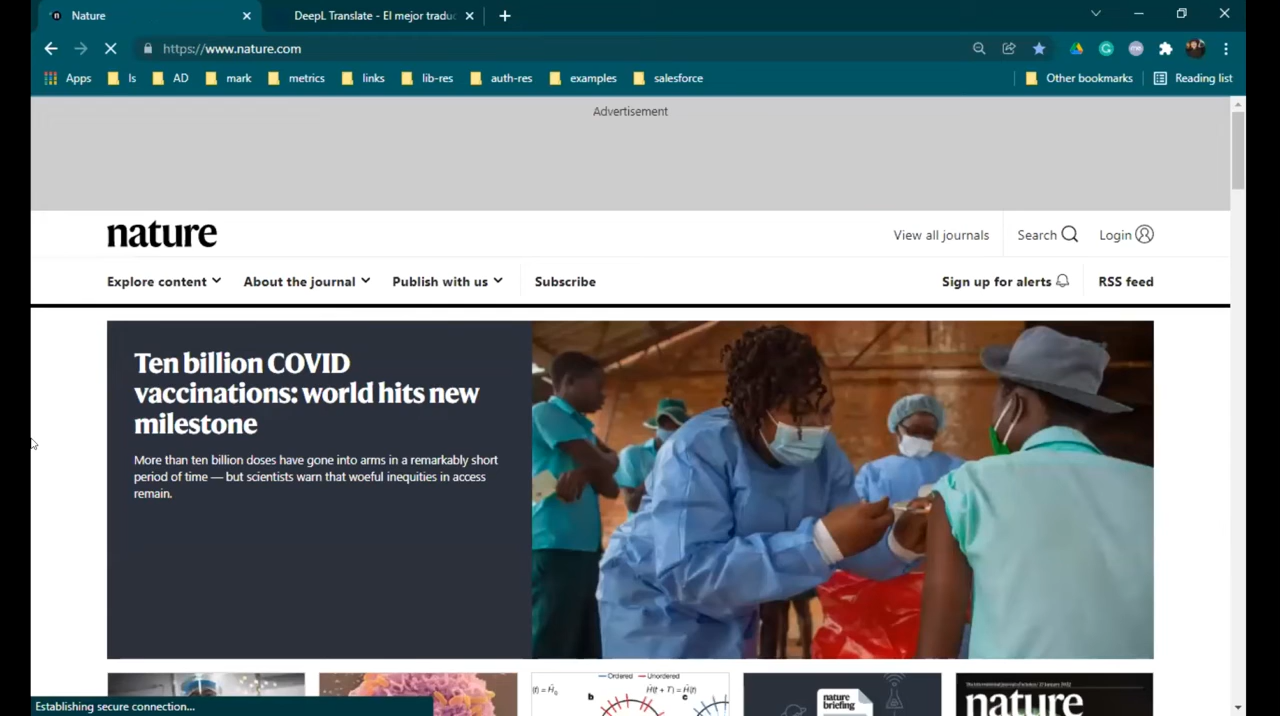 Nature
DeepL Translate - El mejor traduc
https://www.nature.com
Apps ls AD mark metrics links lib-res auth-res examples salesforce Other bookmarks Reading list
Advertisement
nature
View all journals Search Login
Explore content About the journal Publish with us Subscribe Sign up for alerts RSS feed
Ten billion COVID
vaccinations: world hits new
milestone
More than ten billion doses have gone into arms in a remarkably short
period of time — but scientists warn that woeful inequities in access
remain.
Ordered Unordered
b
c
nature
briefing
nature
Establishing secure connection...